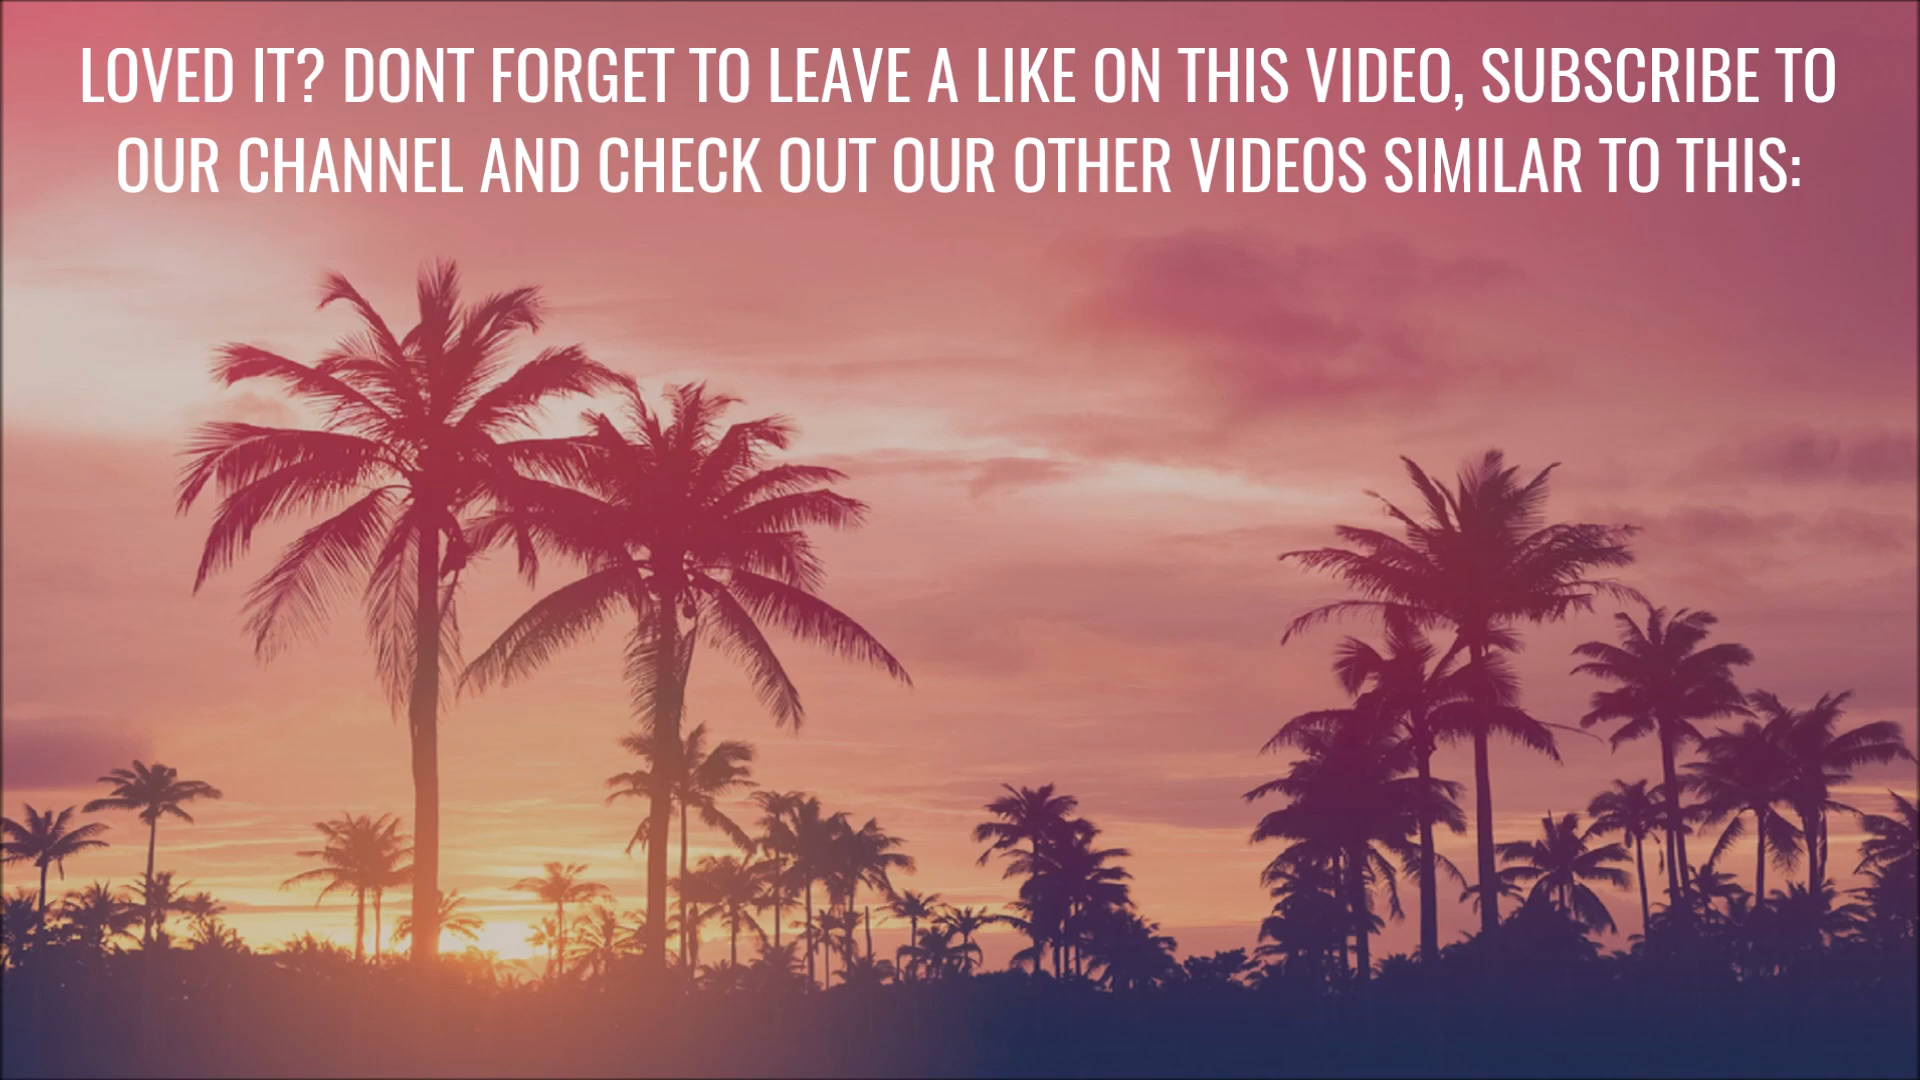 LOVED IT? DONT FORGET TO LEAVE A LIKE ON THIS VIDEO, SUBSCRIBE TO
OUR CHANNEL AND CHECK OUT OUR OTHER VIDEOS SIMILAR TO THIS: